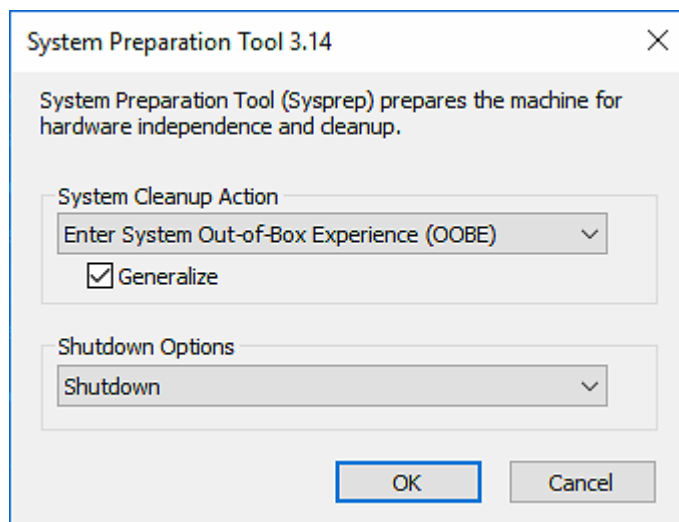 System Preparation Tool 3.14
System Preparation Tool (Sysprep) prepares the machine for
hardware independence and cleanup.
System Cleanup Action
Enter System Out-of-Box Experience (OOBE)
Generalize
Shutdown Options
Shutdown
OK
Cancel